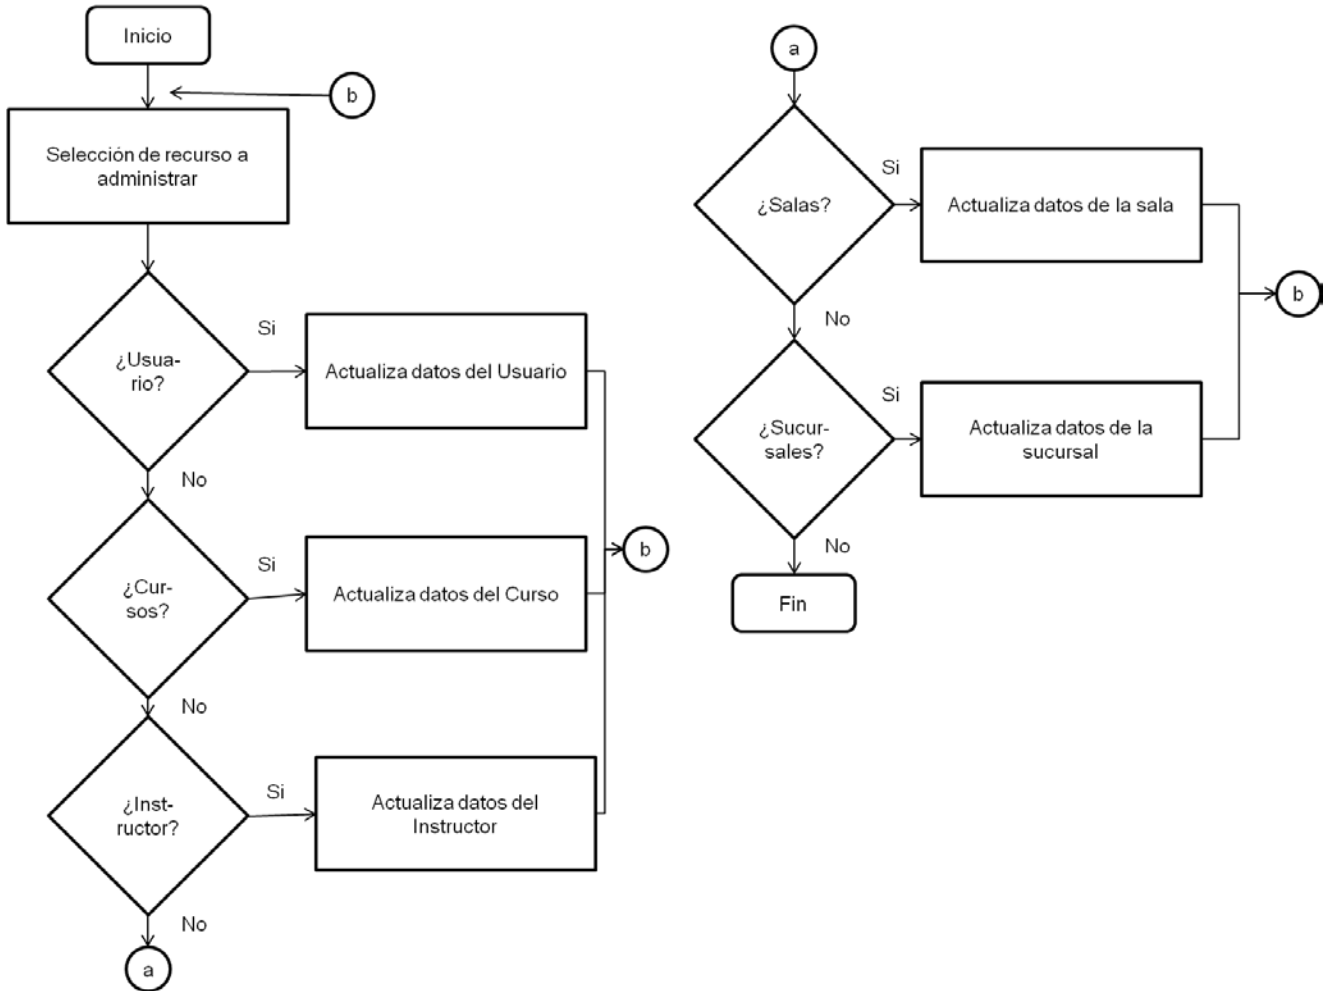 Inicio
b
Selección de recurso a
administrar
¿Usua-
rio?
Si
Actualiza datos del Usuario
No
¿Cur-
sos?
Si
Actualiza datos del Curso
b
No
¿Inst-
ructor?
Si
Actualiza datos del
Instructor
No
a
a
¿Salas?
Si
Actualiza datos de la sala
b
No
¿Sucur-
sales?
Si
Actualiza datos de la
sucursal
No
Fin